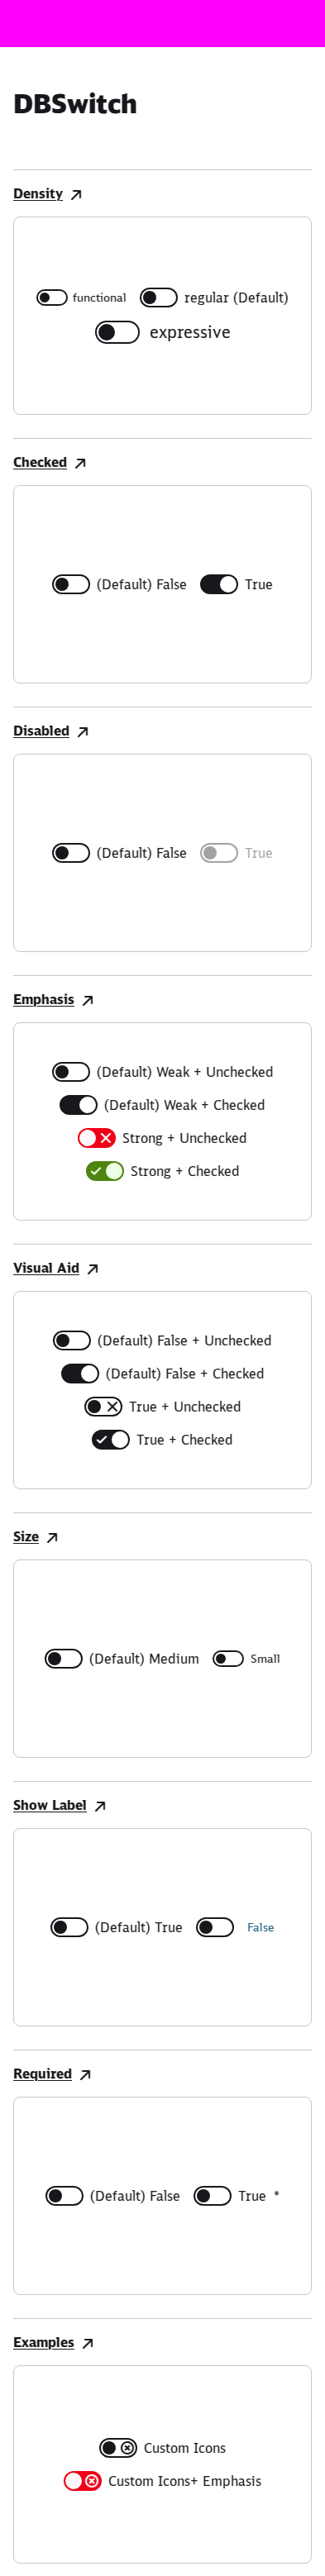 DBSwitch
Density
functional regular (Default)
expressive
Checked
(Default) False True
Disabled
(Default) False True
Emphasis
(Default) Weak + Unchecked
(Default) Weak + Checked
Strong + Unchecked
Strong + Checked
Visual Aid
(Default) False + Unchecked
(Default) False + Checked
True + Unchecked
True + Checked
Size
(Default) Medium Small
Show Label
(Default) True False
Required
(Default) False True *
Examples
Custom Icons
Custom Icons+ Emphasis